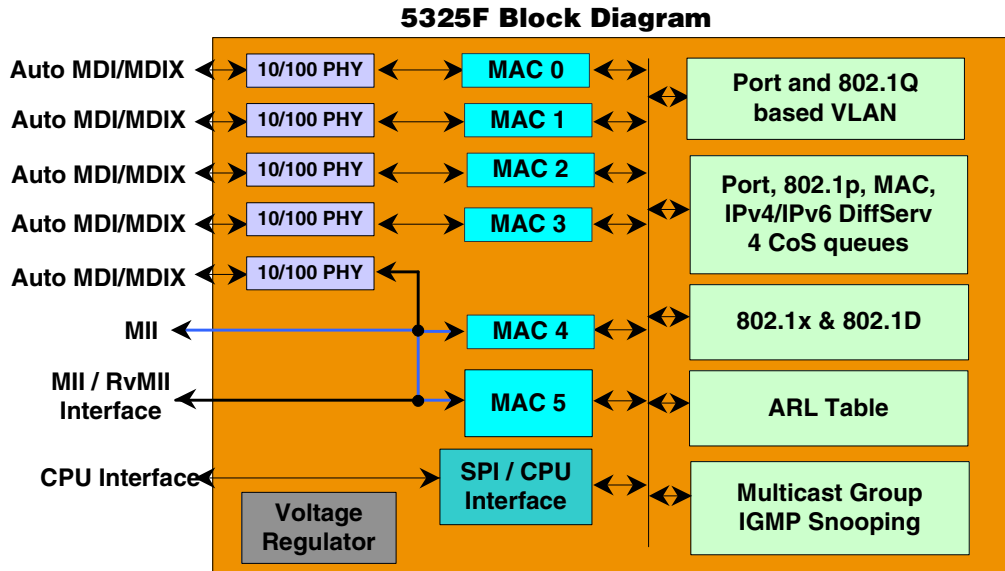 5325F Block Diagram
Auto MDI/MDIX
10/100 PHY
MAC 0
Auto MDI/MDIX
10/100 PHY
MAC 1
Auto MDI/MDIX
10/100 PHY
MAC 2
Auto MDI/MDIX
10/100 PHY
MAC 3
Auto MDI/MDIX
10/100 PHY
MII
MAC 4
MII / RvMII
Interface
MAC 5
CPU Interface
SPI / CPU
Interface
Voltage
Regulator
Port and 802.1Q
based VLAN
Port, 802.1p, MAC,
IPv4/IPv6 DiffServ
4 CoS queues
802.1x & 802.1D
ARL Table
Multicast Group
IGMP Snooping